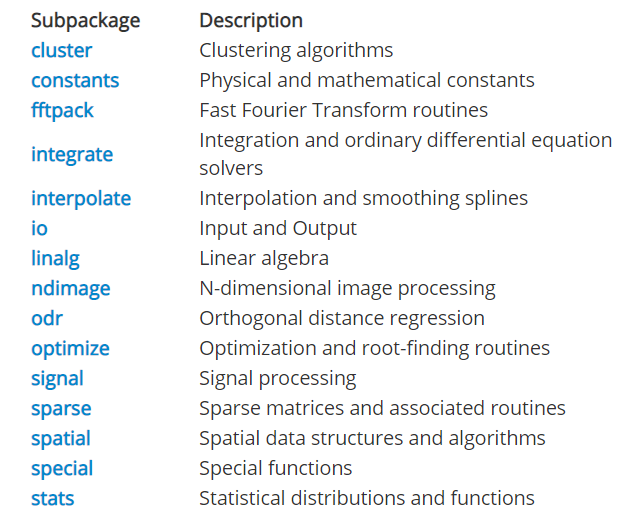 Subpackage Description
cluster Clustering algorithms
constants Physical and mathematical constants
fftpack Fast Fourier Transform routines
integrate Integration and ordinary differential equation
solvers
interpolate Interpolation and smoothing splines
io Input and Output
linalg Linear algebra
ndimage N-dimensional image processing
odr Orthogonal distance regression
optimize Optimization and root-finding routines
signal Signal processing
sparse Sparse matrices and associated routines
spatial Spatial data structures and algorithms
special Special functions
stats Statistical distributions and functions